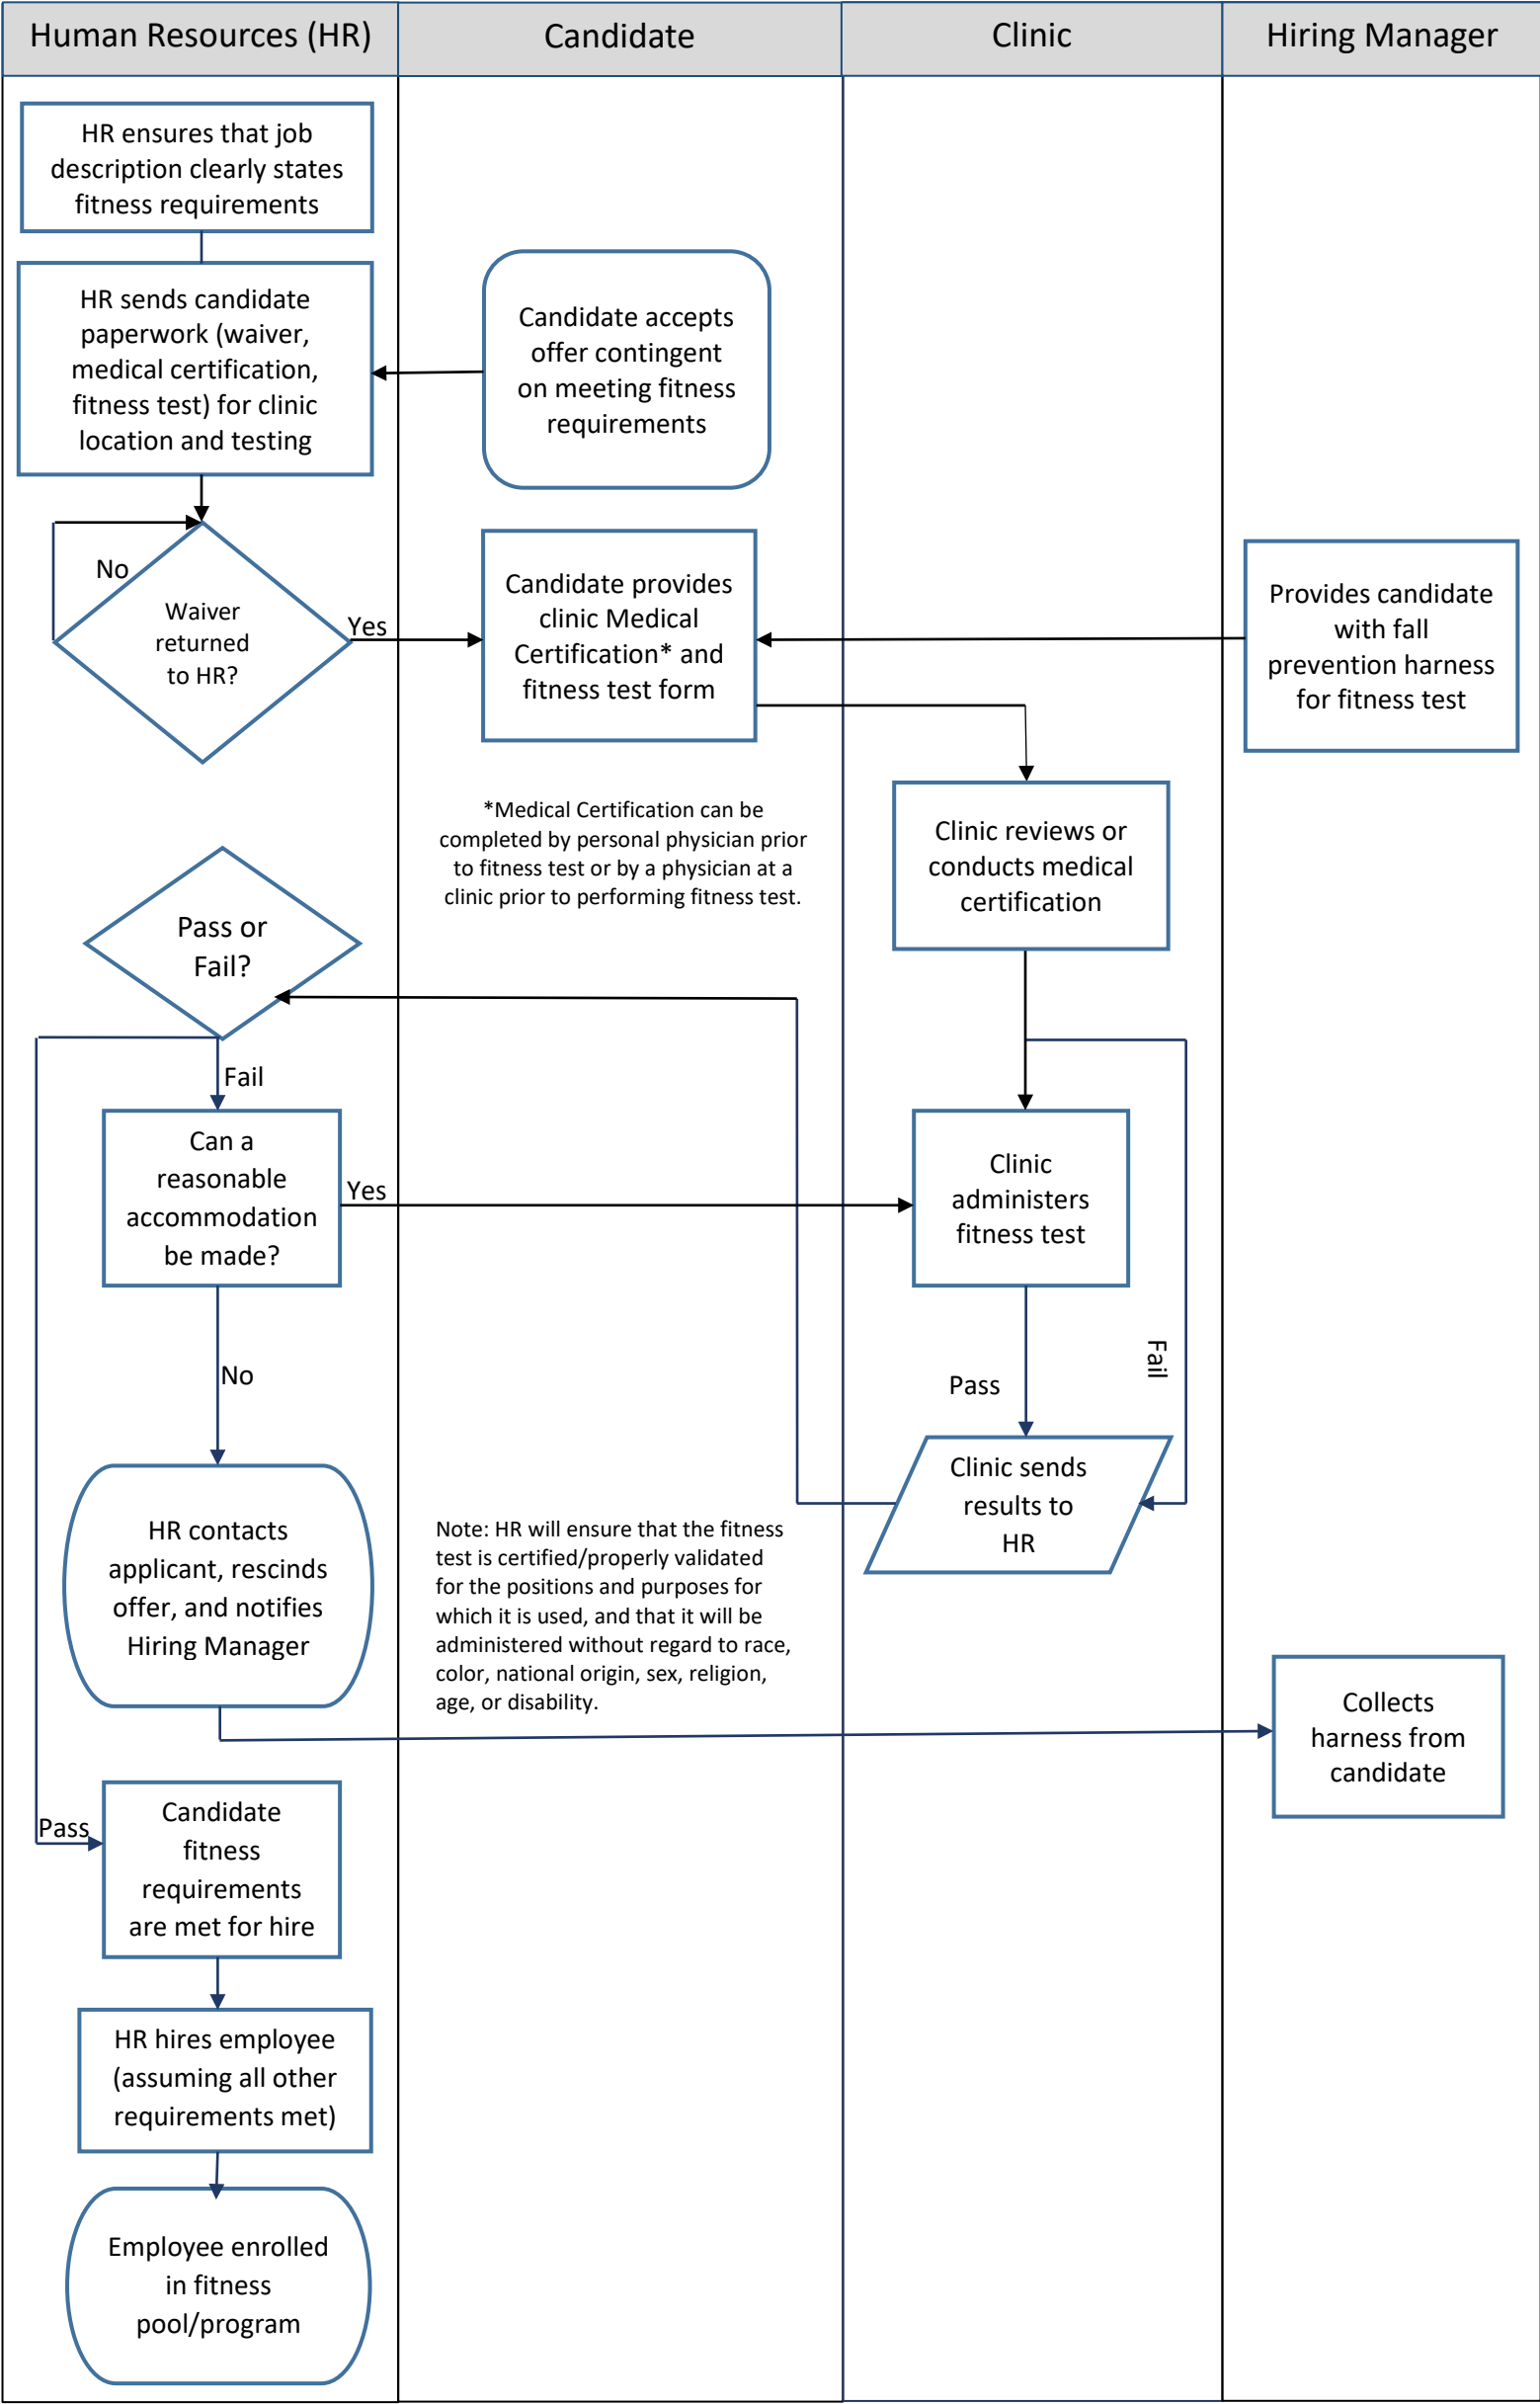 Human Resources (HR)
Candidate
Clinic
Hiring Manager
HR ensures that job
description clearly states
fitness requirements
HR sends candidate
paperwork (waiver,
medical certification,
fitness test) for clinic
location and testing
Candidate accepts
offer contingent
on meeting fitness
requirements
No
Waiver
returned
to HR?
Yes
Candidate provides
clinic Medical
Certification* and
fitness test form
Provides candidate
with fall
prevention harness
for fitness test
*Medical Certification can be
completed by personal physician prior
to fitness test or by a physician at a
clinic prior to performing fitness test.
Clinic reviews or
conducts medical
certification
Pass or
Fail?
Fail
Can a
reasonable
accommodation
be made?
Yes
Clinic
administers
fitness test
No
Pass
Fail
Clinic sends
results to
HR
HR contacts
applicant, rescinds
offer, and notifies
Hiring Manager
Note: HR will ensure that the fitness
test is certified/properly validated
for the positions and purposes for
which it is used, and that it will be
administered without regard to race,
color, national origin, sex, religion,
age, or disability.
Collects
harness from
candidate
Pass
Candidate
fitness
requirements
are met for hire
HR hires employee
(assuming all other
requirements met)
Employee enrolled
in fitness
pool/program